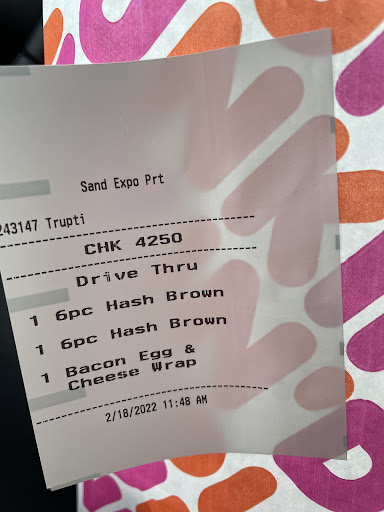 Sand Expo Prt
243147 Trupti
CHK 4250
Drive Thru
1 6pc Hash Brown
1 6pc Hash Brown
1 Bacon Egg &
Cheese Wrap
2/18/2022 11:48 AM